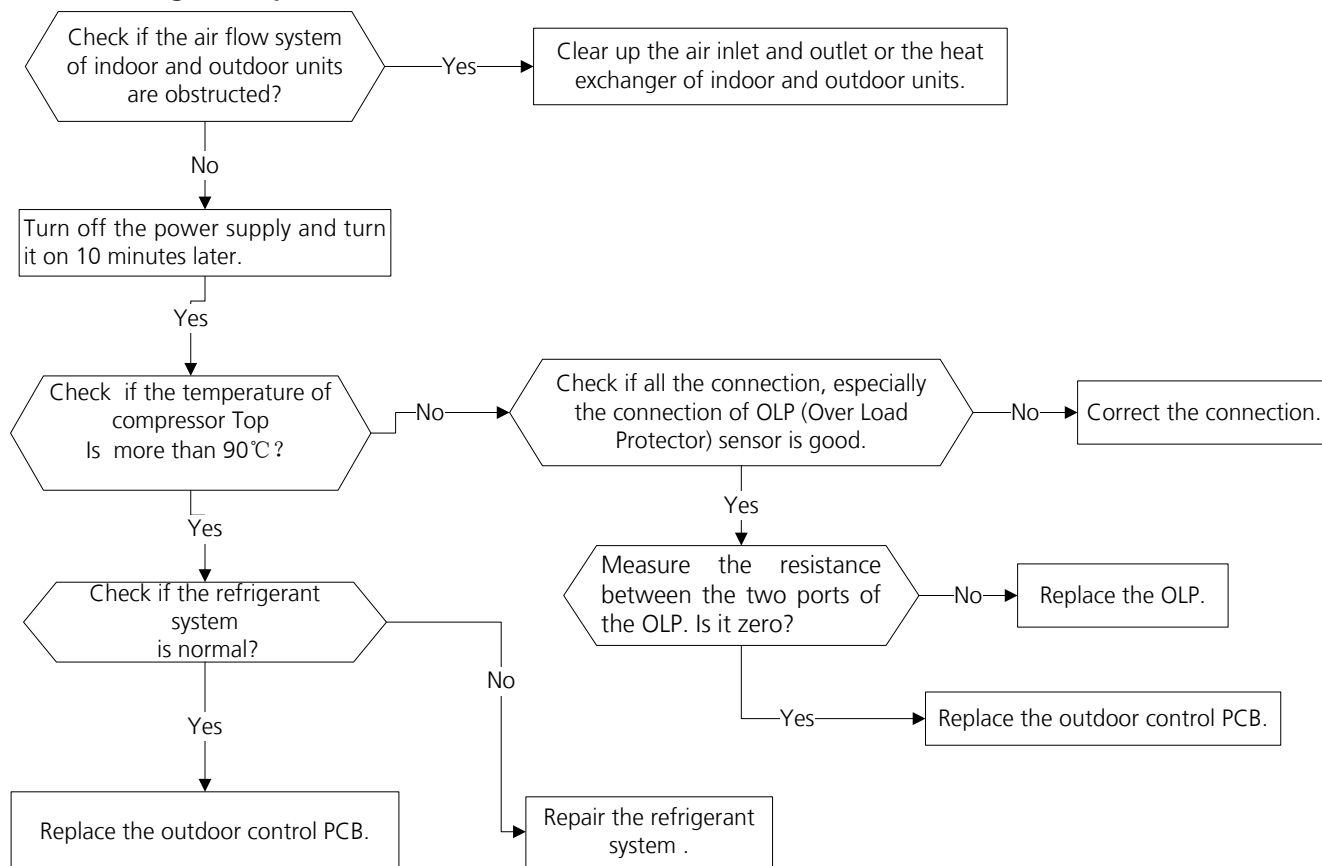 Check if the air flow system
of indoor and outdoor units
are obstructed?
Yes
Clear up the air inlet and outlet or the heat
exchanger of indoor and outdoor units.
No
Turn off the power supply and turn
it on 10 minutes later.
Yes
Check if the temperature of
compressor Top
Is more than 90℃?
No
Check if all the connection, especially
the connection of OLP (Over Load
Protector) sensor is good.
No
Correct the connection.
Yes
Yes
Measure the resistance
between the two ports of
the OLP. Is it zero?
No
Replace the OLP.
Check if the refrigerant
system
is normal?
No
Yes
Yes
Replace the outdoor control PCB.
Replace the outdoor control PCB.
Repair the refrigerant
system .